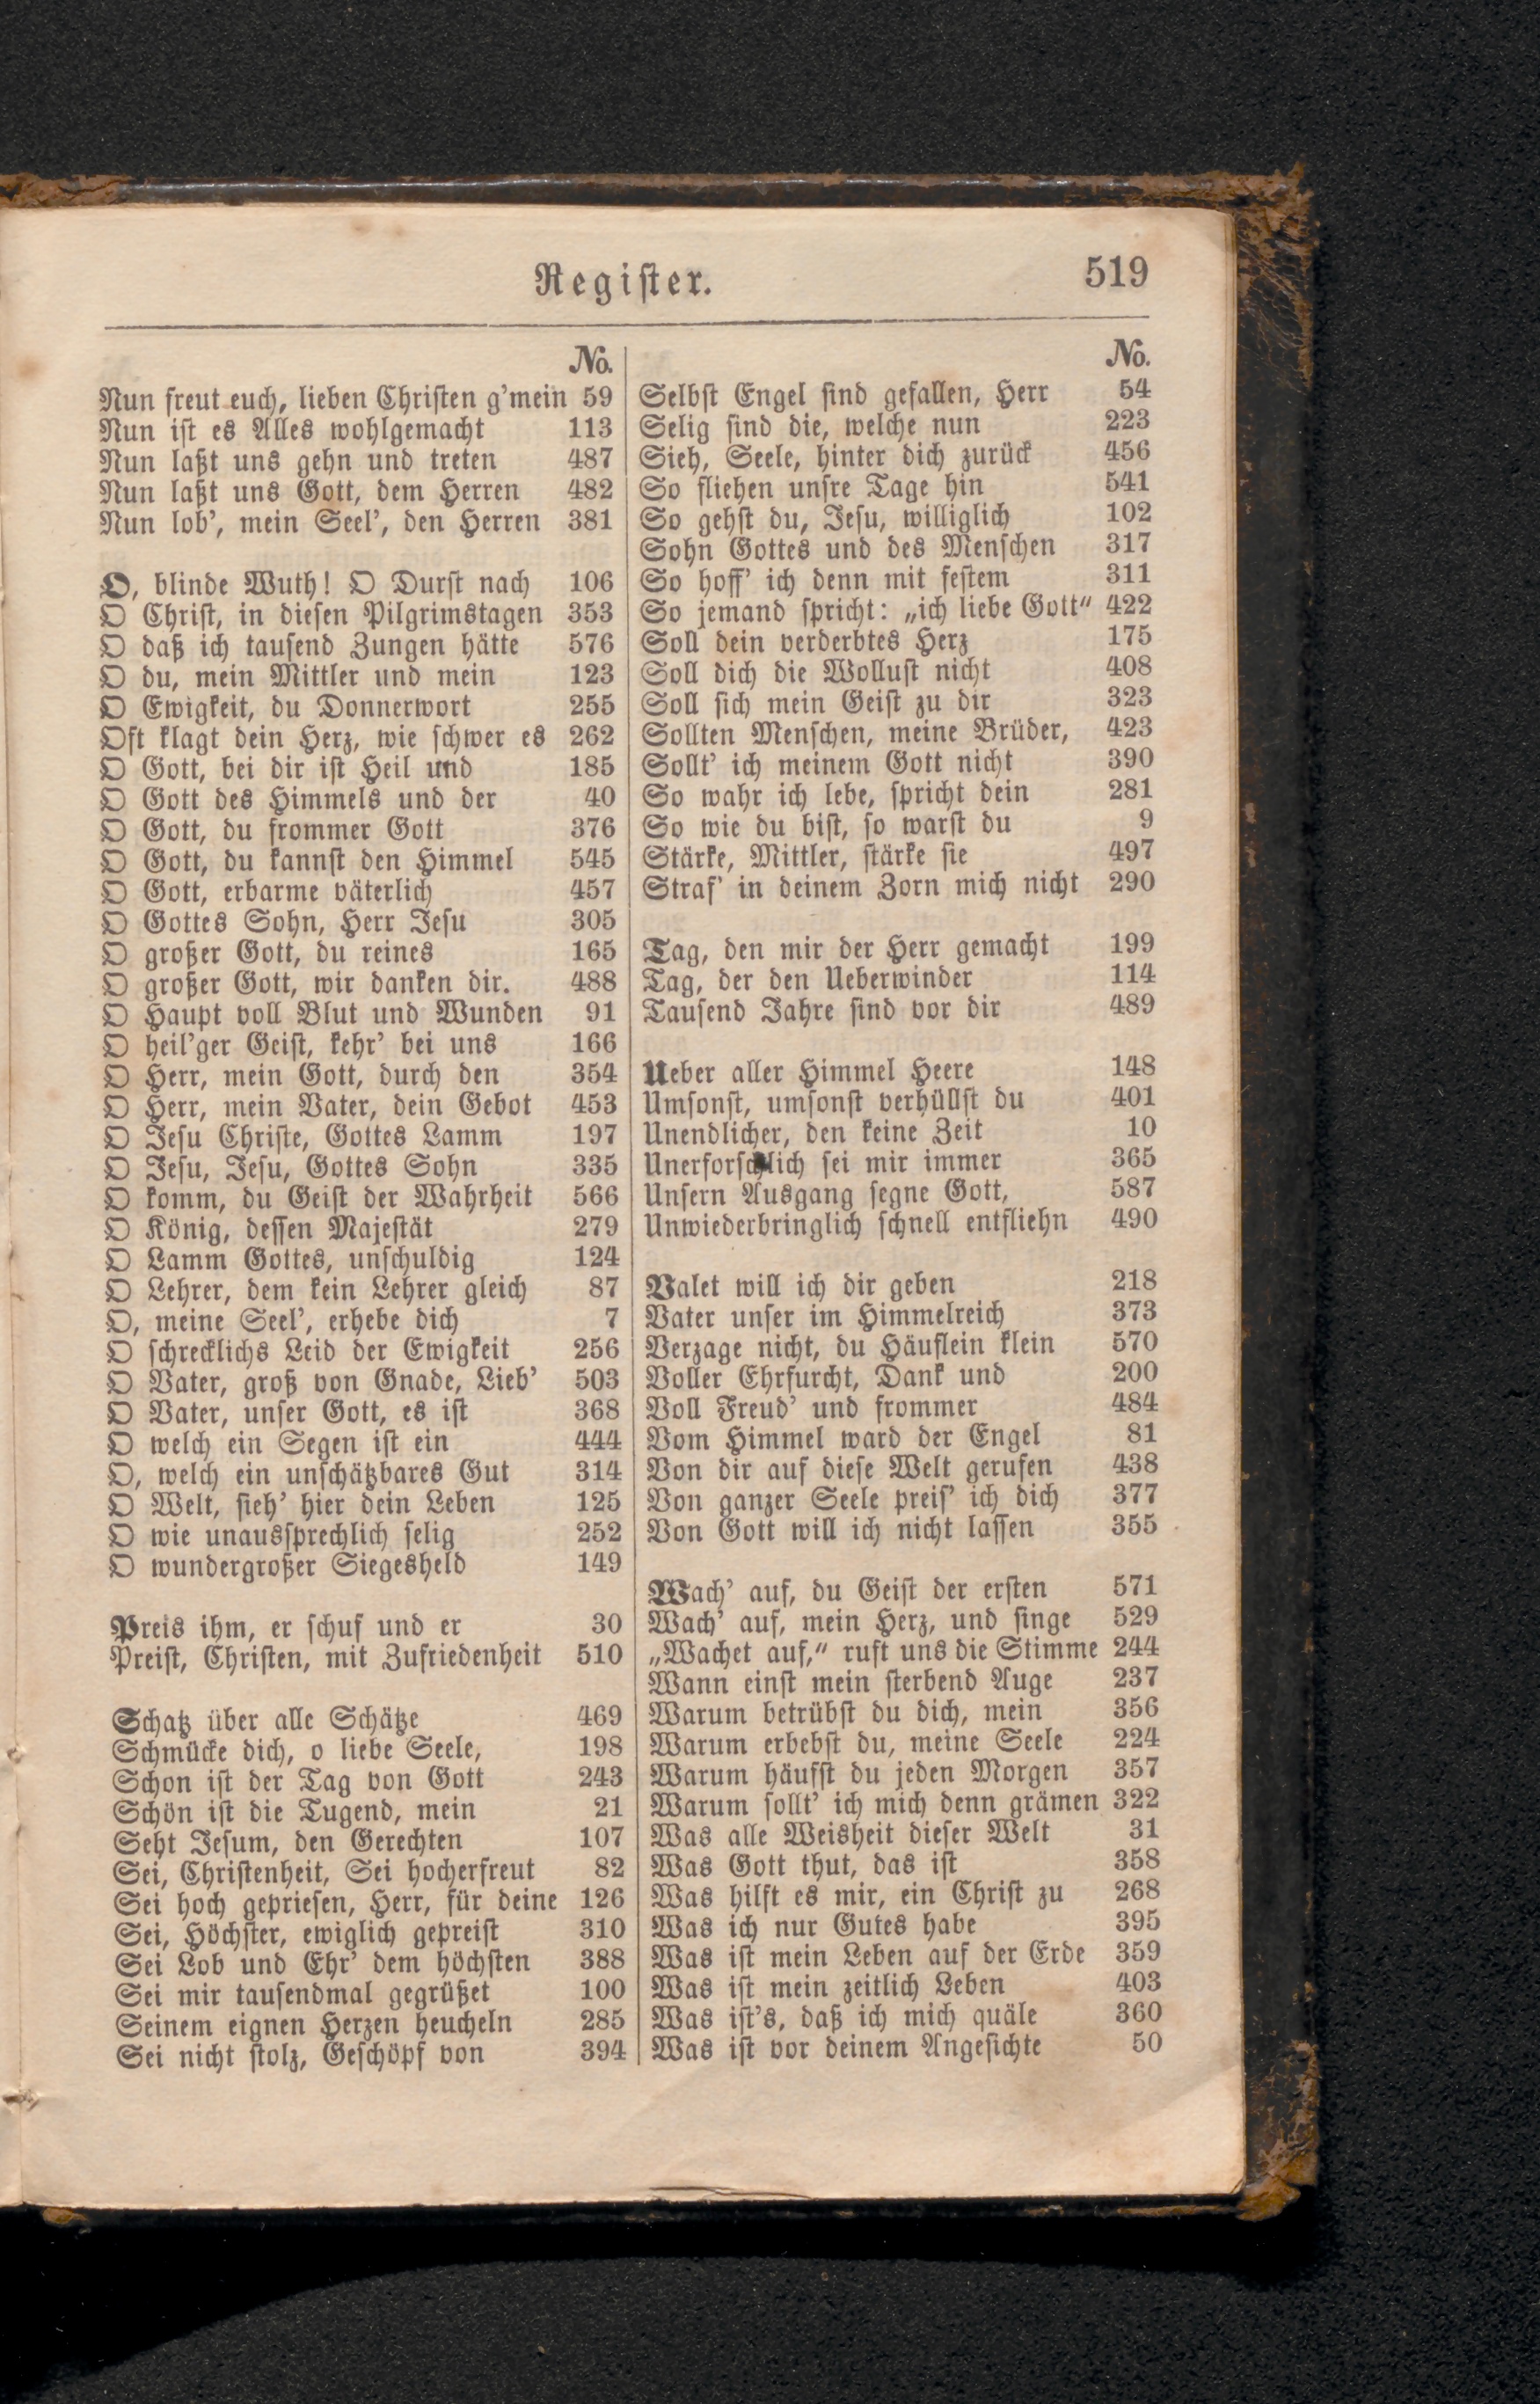 Register.
519
No.
Nun freut euch, lieben Christen g'mein 59
Nun ist es Alles wohlgemacht 113
Nun laßt uns gehn und treten 487
Nun laßt uns Gott, dem Herren 482
Nun lob', mein Seel', den Herren 381
O, blinde Wuth! O Durst nach 106
O Christ, in diesen Pilgrimstagen 353
O daß ich tausend Zungen hätte 576
O du, mein Mittler und mein 123
O Ewigkeit, du Donnerwort 255
Oft klagt dein Herz, wie schwer es 262
O Gott, bei dir ist Heil und 185
O Gott des Himmels und der 40
O Gott, du frommer Gott 376
O Gott, du kannst den Himmel 545
O Gott, erbarme väterlich 457
O Gottes Sohn, Herr Jesu 305
O großer Gott, du reines 165
O großer Gott, wir danken dir. 488
O Haupt voll Blut und Wunden 91
O heil'ger Geist, kehr' bei uns 166
O Herr, mein Gott, durch den 354
O Herr, mein Vater, dein Gebot 453
O Jesu Christe, Gottes Lamm 197
O Jesu, Jesu, Gottes Sohn 335
O komm, du Geist der Wahrheit 566
O König, dessen Majestät 279
O Lamm Gottes, unschuldig 124
O Lehrer, dem kein Lehrer gleich 87
O, meine Seel', erhebe dich 7
O schrecklichs Leid der Ewigkeit 256
O Vater, groß von Gnade, Lieb' 503
O Vater, unser Gott, es ist 368
O welch ein Segen ist ein 444
O, welch ein unschätzbares Gut 314
O Welt, sieh' hier dein Leben 125
O wie unaussprechlich selig 252
O wundergroßer Siegesheld 149
Preis ihm, er schuf und er 30
Preist, Christen, mit Zufriedenheit 510
Schatz über alle Schätze 469
Schmücke dich, o liebe Seele, 198
Schon ist der Tag von Gott 243
Schön ist die Tugend, mein 21
Seht Jesum, den Gerechten 107
Sei, Christenheit, Sei hocherfreut 82
Sei hoch gepriesen, Herr, für deine 126
Sei, Höchster, ewiglich gepreist 310
Sei Lob und Ehr' dem höchsten 388
Sei mir tausendmal gegrüßet 100
Seinem eignen Herzen heucheln 285
Sei nicht stolz, Geschöpf von 394
No.
Selbst Engel sind gefallen, Herr 54
Selig sind die, welche nun 223
Sieh, Seele, hinter dich zurück 456
So fliehen unsre Tage hin 541
So gehst du, Jesu, williglich 102
Sohn Gottes und des Menschen 317
So hoff' ich denn mit festem 311
So jemand spricht: „ich liebe Gott“ 422
Soll dein verderbtes Herz 175
Soll dich die Wollust nicht 408
Soll sich mein Geist zu dir 323
Sollten Menschen, meine Brüder, 423
Sollt' ich meinem Gott nicht 390
So wahr ich lebe, spricht dein 281
So wie du bist, so warst du 9
Stärke, Mittler, stärke sie 497
Straf' in deinem Zorn mich nicht 290
Tag, den mir der Herr gemacht 199
Tag, der den Ueberwinder 114
Tausend Jahre sind vor dir 489
Ueber aller Himmel Heere 148
Umsonst, umsonst verhüllst du 401
Unendlicher, den keine Zeit 10
Unerforschlich sei mir immer 365
Unsern Ausgang segne Gott, 587
Unwiederbringlich schnell entfliehn 490
Valet will ich dir geben 218
Vater unser im Himmelreich 373
Verzage nicht, du Häuflein klein 570
Voller Ehrfurcht, Dank und 200
Voll Freud' und frommer 484
Vom Himmel ward der Engel 81
Von dir auf diese Welt gerufen 438
Von ganzer Seele preis' ich dich 377
Von Gott will ich nicht lassen 355
Wach' auf, du Geist der ersten 571
Wach' auf, mein Herz, und singe 529
„Wachet auf,“ ruft uns die Stimme 244
Wann einst mein sterbend Auge 237
Warum betrübst du dich, mein 356
Warum erbebst du, meine Seele 224
Warum häufst du jeden Morgen 357
Warum sollt' ich mich denn grämen 322
Was alle Weisheit dieser Welt 31
Was Gott thut, das ist 358
Was hilft es mir, ein Christ zu 268
Was ich nur Gutes habe 395
Was ist mein Leben auf der Erde 359
Was ist mein zeitlich Leben 403
Was ist's, daß ich mich quäle 360
Was ist vor deinem Angesichte 50